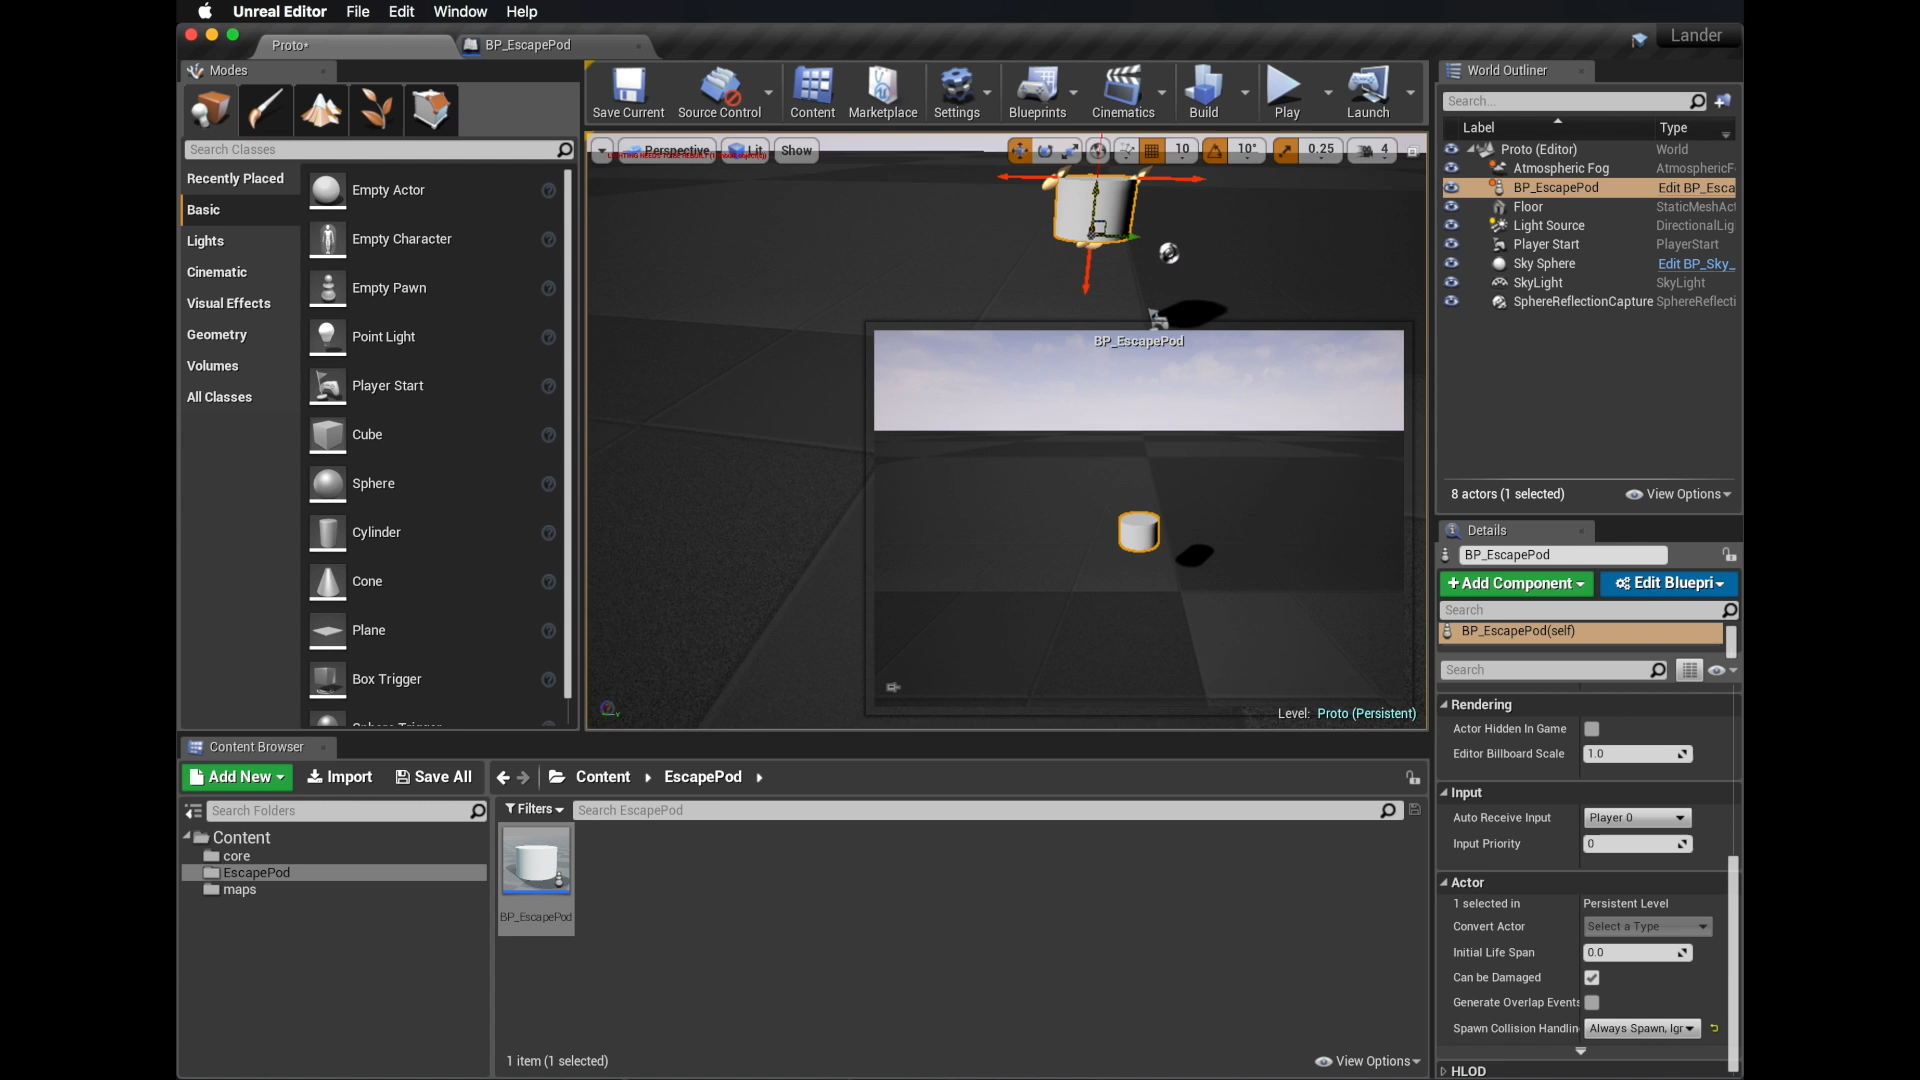 Unreal Editor File Edit Window Help
Proto*
BP_EscapePod
Lander
Modes
Search Classes
Recently Placed
Basic
Lights
Cinematic
Visual Effects
Geometry
Volumes
All Classes
Empty Actor
Empty Character
Empty Pawn
Point Light
Player Start
Cube
Sphere
Cylinder
Cone
Plane
Box Trigger
Sphere Trigger
Save Current
Source Control
Content
Marketplace
Settings
Blueprints
Cinematics
Build
Play
Launch
Perspective
Lit
Show
10
10°
0.25
4
BP_EscapePod
Level: Proto (Persistent)
World Outliner
Search...
Label Type
Proto (Editor) World
Atmospheric Fog AtmosphericF
BP_EscapePod Edit BP_Esca
Floor StaticMeshAct
Light Source DirectionalLig
Player Start PlayerStart
Sky Sphere Edit BP_Sky_
SkyLight SkyLight
SphereReflectionCapture SphereReflecti
8 actors (1 selected)
View Options
Details
BP_EscapePod
+Add Component
Edit Bluepri
Search
BP_EscapePod(self)
Search
Rendering
Actor Hidden In Game
Editor Billboard Scale 1.0
Input
Auto Receive Input Player 0
Input Priority 0
Actor
1 selected in Persistent Level
Convert Actor Select a Type
Initial Life Span 0.0
Can be Damaged
Generate Overlap Events
Spawn Collision Handlin Always Spawn, Igr
HLOD
Content Browser
Add New
Import
Save All
Content
EscapePod
Search Folders
Filters
Search EscapePod
Content
core
EscapePod
maps
BP_EscapePod
1 item (1 selected)
View Options